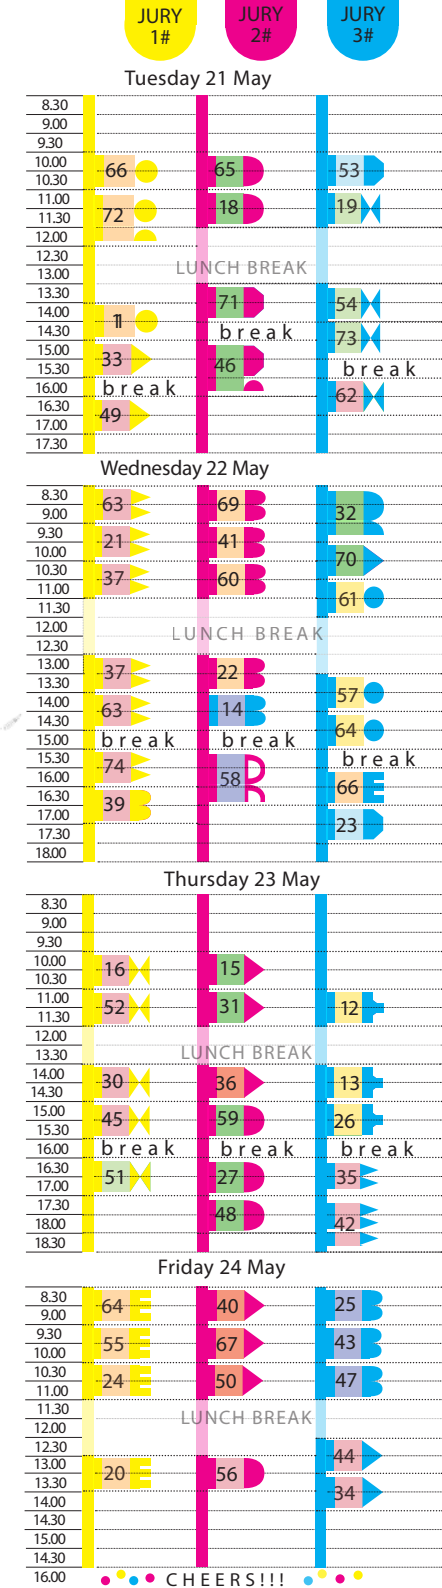 JURY 1# JURY 2# JURY 3#
Tuesday 21 May
8.30
9.00
9.30
10.00 66 65 53
10.30
11.00 72 18 19
11.30
12.00
12.30
13.00 LUNCH BREAK
13.30 71 54
14.00 11
14.30 break 73
15.00 33 46
15.30 break
16.00 break 62
16.30 49
17.00
17.30
Wednesday 22 May
8.30 63 69 32
9.00
9.30 21 41
10.00 70
10.30 37 60
11.00 61
11.30
12.00 LUNCH BREAK
12.30
13.00 37 22
13.30 57
14.00 63 14
14.30 64
15.00 break break
15.30 74 58 break
16.00 66
16.30 39
17.00 23
17.30
18.00
Thursday 23 May
8.30
9.00
9.30
10.00 16 15
10.30
11.00 52 31 12
11.30
12.00
13.30 LUNCH BREAK
14.00 30 36 13
14.30
15.00 45 59 26
15.30
16.00 break break break
16.30 51 27 35
17.00
17.30 48
18.00 42
18.30
Friday 24 May
8.30 64 40 25
9.00
9.30 55 67 43
10.00
10.30 24 50 47
11.00
11.30 LUNCH BREAK
12.00
12.30 44
13.00 20 56
13.30 34
14.00
14.30
15.00
14.30
16.00 CHEERS!!!